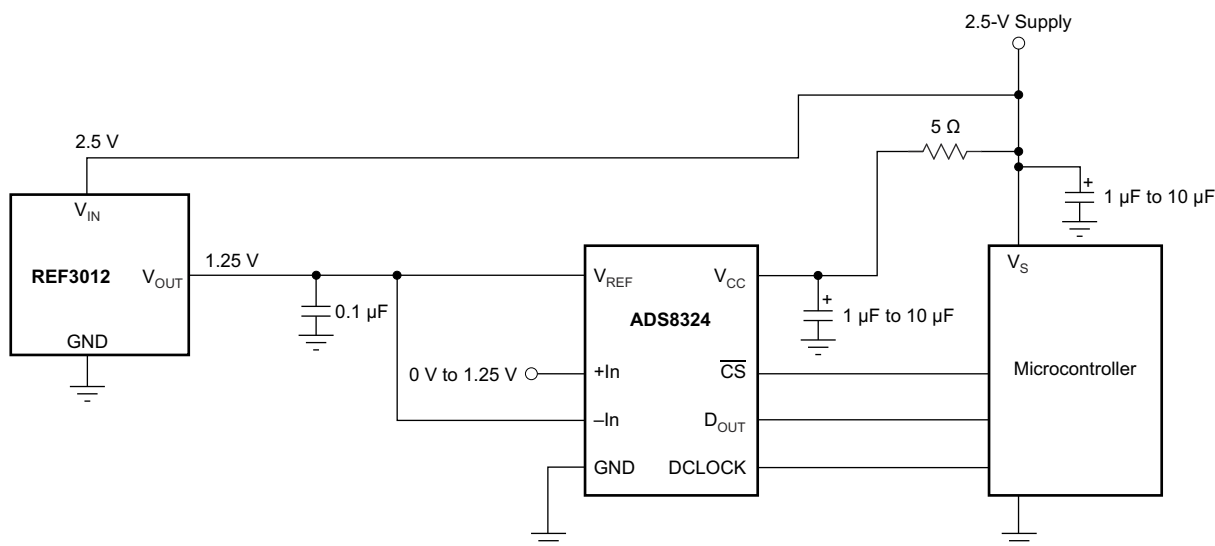 2.5-V Supply
2.5 V
5 Ω
+
1 µF to 10 µF
V_IN
REF3012
V_OUT
GND
1.25 V
0.1 µF
0 V to 1.25 V
V_REF
V_CC
ADS8324
+In
C̅S̅
–In
D_OUT
GND
DCLOCK
+
1 µF to 10 µF
V_S
Microcontroller